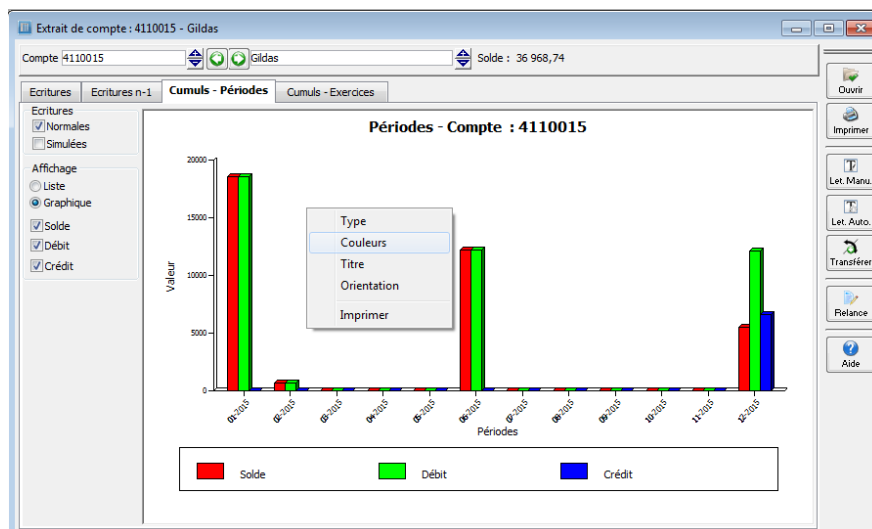 Extrait de compte : 4110015 - Gildas
Compte 4110015 Gildas Solde : 36 968,74
Ecritures Ecritures n-1 Cumuls - Périodes Cumuls - Exercices
Ecritures
Normales
Simulées
Affichage
Liste
Graphique
Solde
Débit
Crédit
Périodes - Compte : 4110015
Valeur
20000
15000
10000
5000
0
01-2015 02-2015 03-2015 04-2015 05-2015 06-2015 07-2015 08-2015 09-2015 10-2015 11-2015 12-2015
Périodes
Solde Débit Crédit
Type
Couleurs
Titre
Orientation
Imprimer
Ouvrir
Imprimer
Let. Manu.
Let. Auto.
Transférer
Relance
Aide